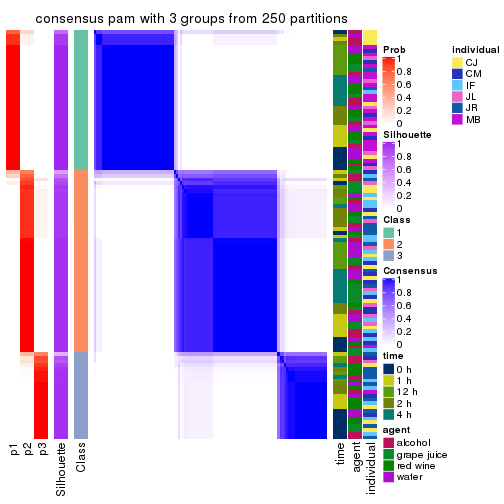 consensus pam with 3 groups from 250 partitions
p1
p2
p3
Silhouette
Class
time
agent
individual
Prob
1
0.8
0.6
0.4
0.2
0
Silhouette
1
0.8
0.6
0.4
0.2
0
Class
1
2
3
Consensus
1
0.8
0.6
0.4
0.2
0
time
0 h
1 h
12 h
2 h
4 h
agent
alcohol
grape juice
red wine
water
individual
CJ
CM
IF
JL
JR
MB